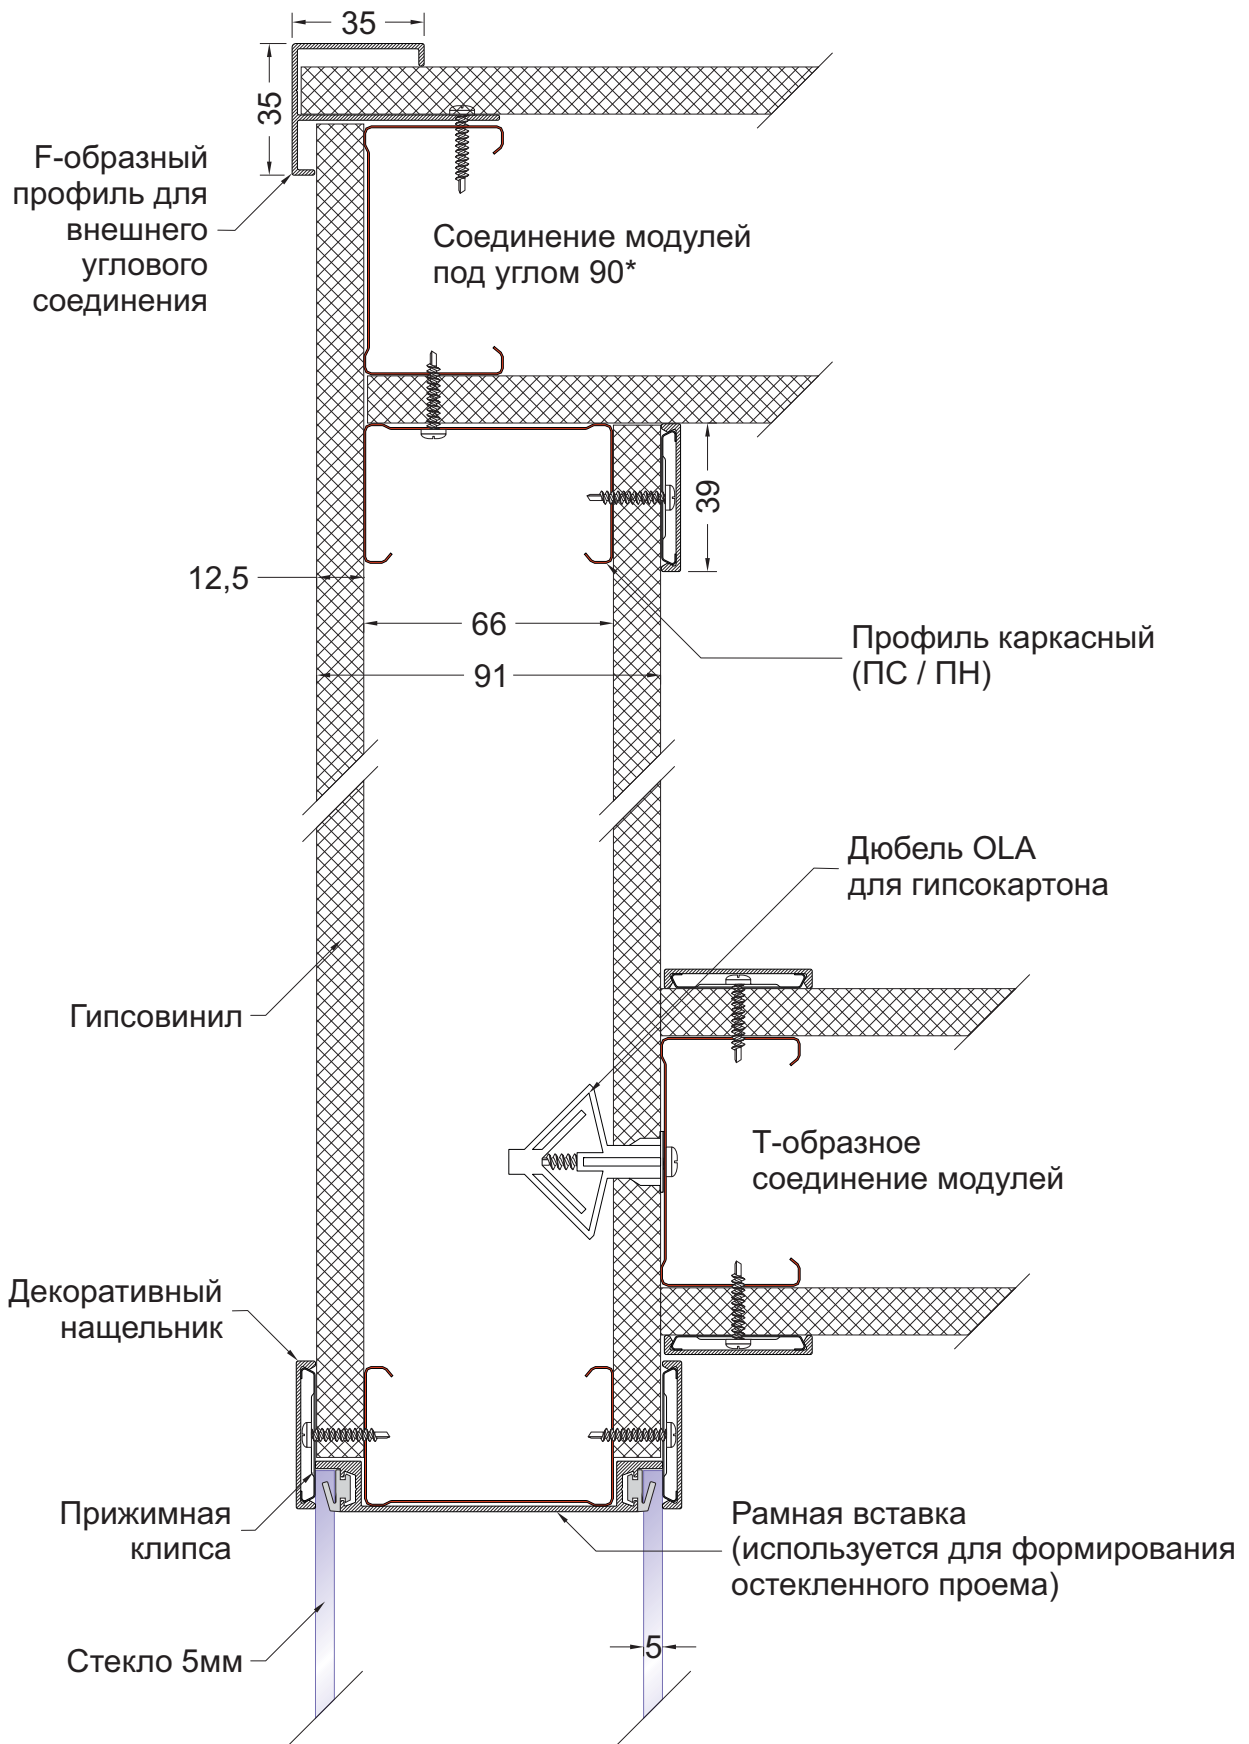 35
35
F-образный
профиль для
внешнего
углового
соединения
Соединение модулей
под углом 90*
39
12,5
66
91
Профиль каркасный
(ПС / ПН)
Дюбель OLA
для гипсокартона
Гипсовинил
Т-образное
соединение модулей
Декоративный
нащельник
Прижимная
клипса
Рамная вставка
(используется для формирования
остекленного проема)
Стекло 5мм
5